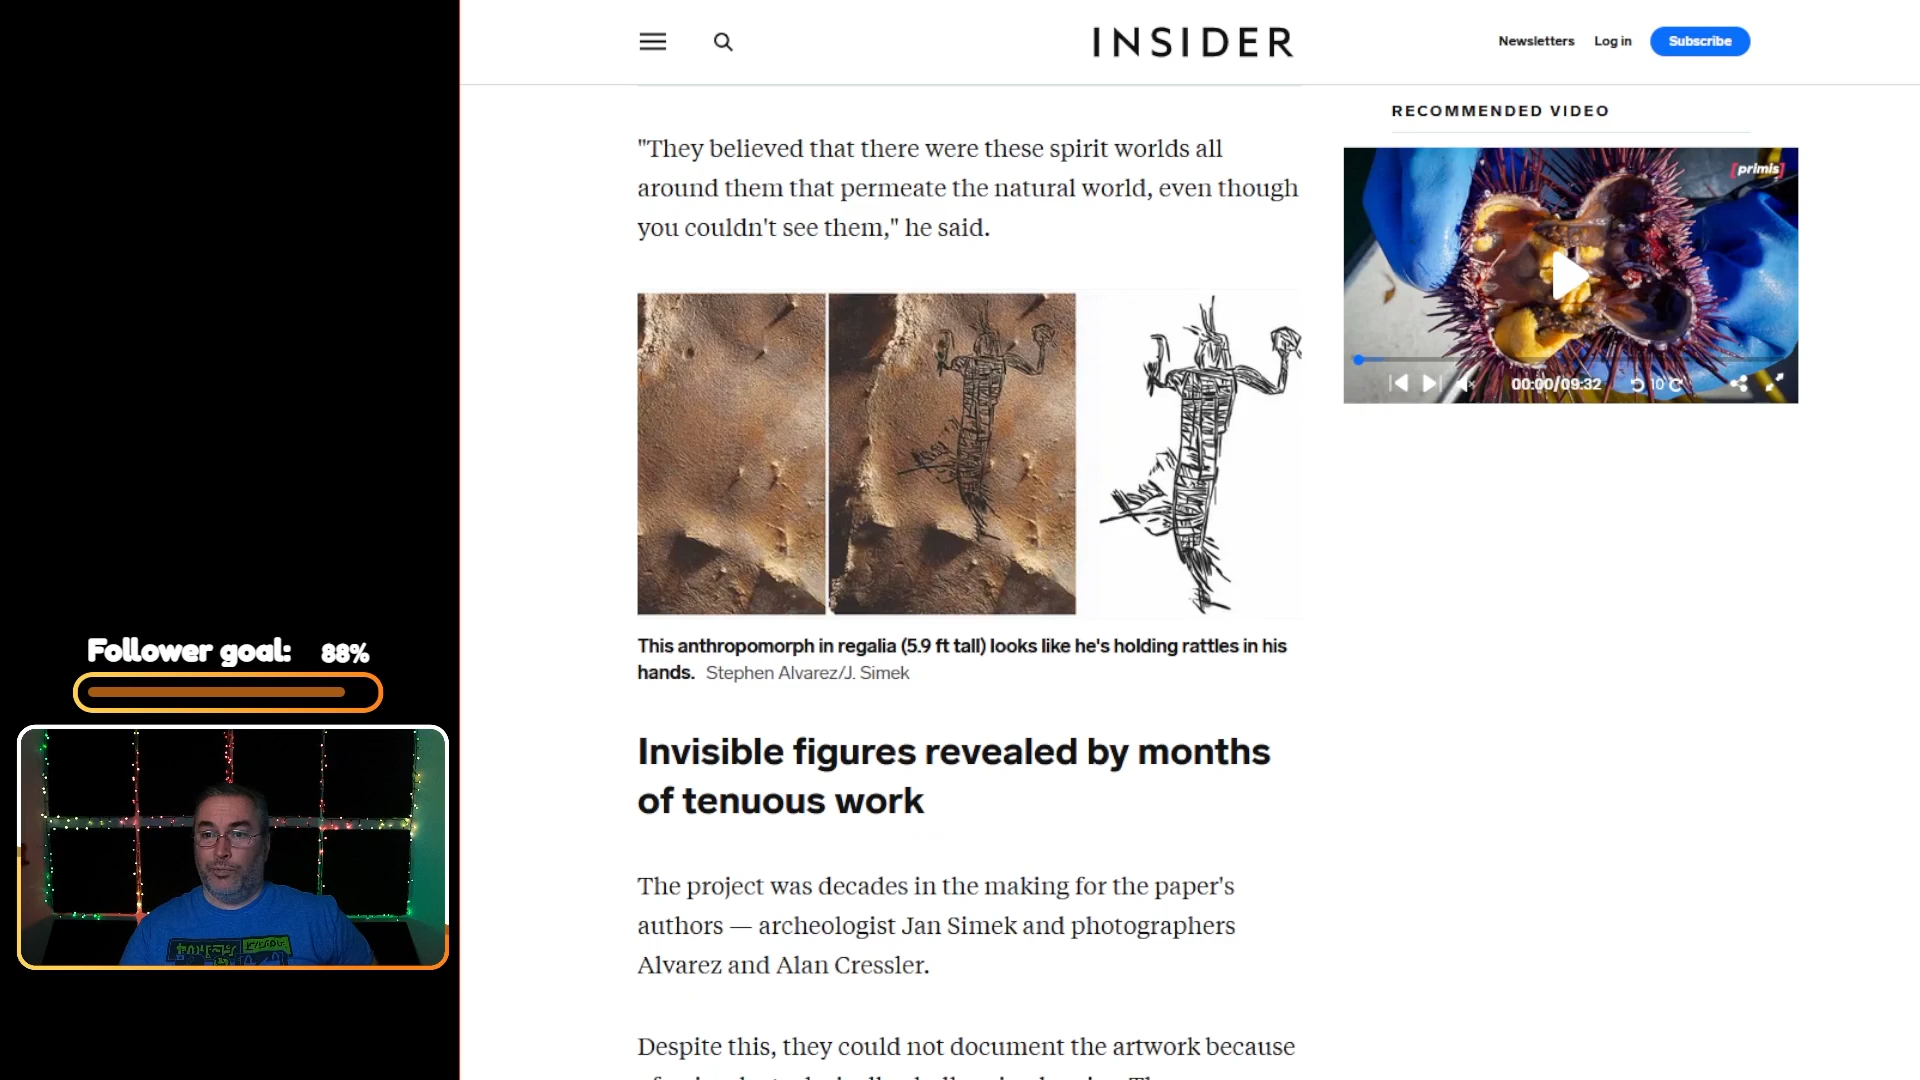 INSIDER
Newsletters Log in Subscribe
RECOMMENDED VIDEO
"They believed that there were these spirit worlds all
around them that permeate the natural world, even though
you couldn't see them," he said.
[primis]
00:00/09:32 10
This anthropomorph in regalia (5.9 ft tall) looks like he's holding rattles in his
hands. Stephen Alvarez/J. Simek
Follower goal: 88%
Invisible figures revealed by months
of tenuous work
The project was decades in the making for the paper's
authors — archeologist Jan Simek and photographers
Alvarez and Alan Cressler.
Despite this, they could not document the artwork because